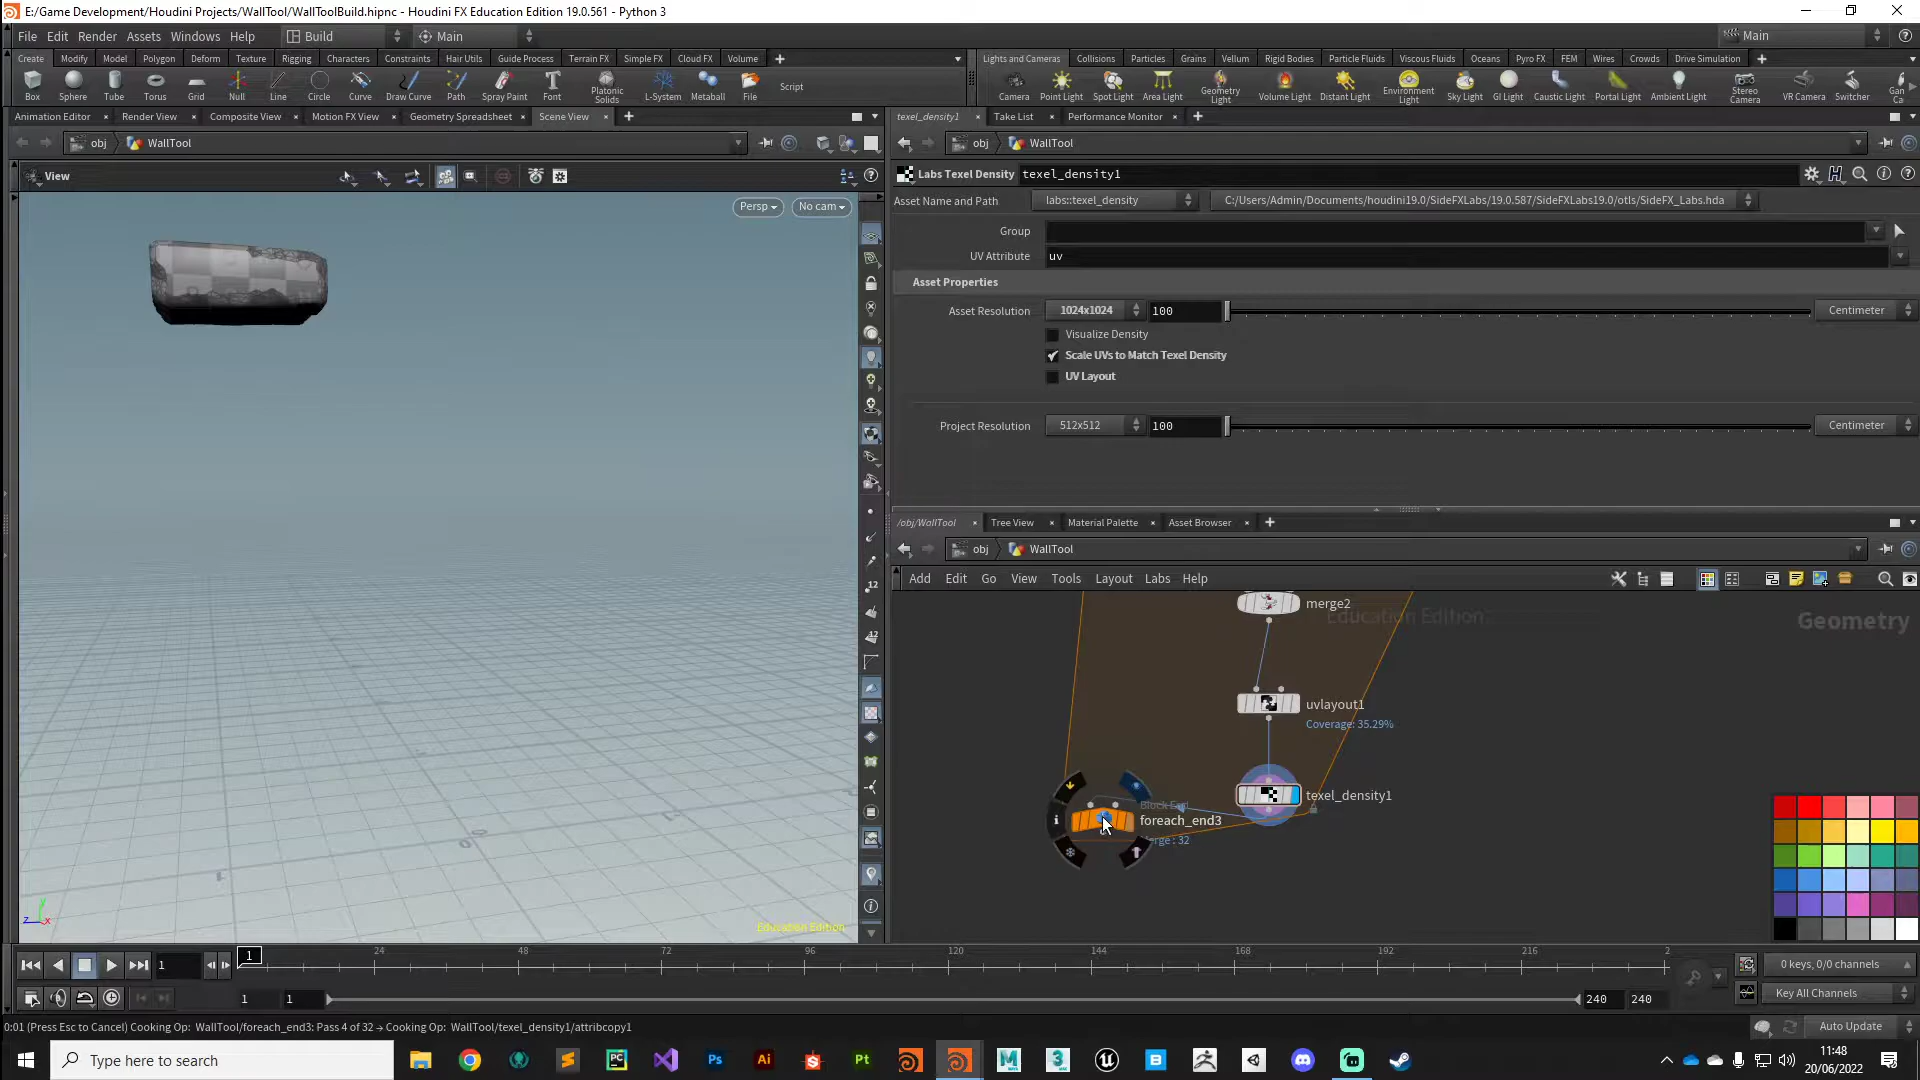 E:/Game Development/Houdini Projects/WallTool/WallToolBuild.hipnc - Houdini FX Education Edition 19.0.561 - Python 3
File Edit Render Assets Windows Help Build Main Main
Create Modify Model Polygon Deform Texture Rigging Characters Constraints Hair Utils Guide Process Terrain FX Simple FX Cloud FX Volume
Lights and Cameras Collisions Particles Grains Vellum Rigid Bodies Particle Fluids Viscous Fluids Oceans Pyro FX FEM Wires Crowds Drive Simulation
Box Sphere Tube Torus Grid Null Line Circle Curve Draw Curve Path Spray Paint Font Platonic Solids L-System Metaball File Script
Camera Point Light Spot Light Area Light Geometry Light Volume Light Distant Light Environment Light Sky Light GI Light Caustic Light Portal Light Ambient Light Stereo Camera VR Camera Switcher
Animation Editor Render View Composite View Motion FX View Geometry Spreadsheet Scene View
texel_density1 Take List Performance Monitor
obj WallTool
obj WallTool
View
Labs Texel Density texel_density1
Asset Name and Path labs::texel_density C:/Users/Admin/Documents/houdini19.0/SideFXLabs/19.0.587/SideFXLabs19.0/otls/SideFX_Labs.hda
Persp No cam
Group
UV Attribute uv
Asset Properties
Asset Resolution 1024x1024 100 Centimeter
Visualize Density
Scale UVs to Match Texel Density
UV Layout
Project Resolution 512x512 100 Centimeter
/obj/WallTool Tree View Material Palette Asset Browser
obj WallTool
Add Edit Go View Tools Layout Labs Help
merge2
Education Edition
Geometry
uvlayout1
Coverage: 35.29%
texel_density1
Block End
foreach_end3
erge : 32
Education Edition
1 24 48 72 96 120 144 168 192 216 2
1
0 keys, 0/0 channels
1 1 240 240
Key All Channels
0:01 (Press Esc to Cancel) Cooking Op: WallTool/foreach_end3: Pass 4 of 32 → Cooking Op: WallTool/texel_density1/attribcopy1
Auto Update
Type here to search
11:48
20/06/2022